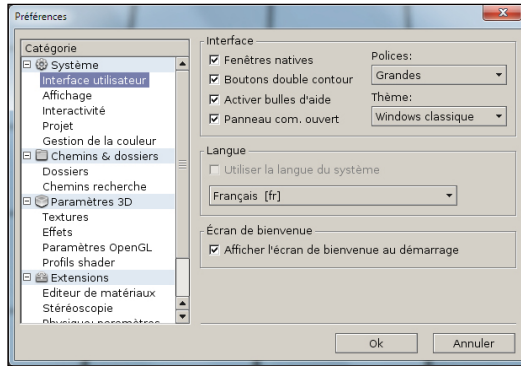 Préférences
Catégorie
Système
Interface utilisateur
Affichage
Interactivité
Projet
Gestion de la couleur
Chemins & dossiers
Dossiers
Chemins recherche
Paramètres 3D
Textures
Effets
Paramètres OpenGL
Profils shader
Extensions
Editeur de matériaux
Stéréoscopie
Physique: paramètres
Interface
Fenêtres natives
Boutons double contour
Activer bulles d'aide
Panneau com. ouvert
Polices:
Grandes
Thème:
Windows classique
Langue
Utiliser la langue du système
Français [fr]
Écran de bienvenue
Afficher l'écran de bienvenue au démarrage
Ok
Annuler